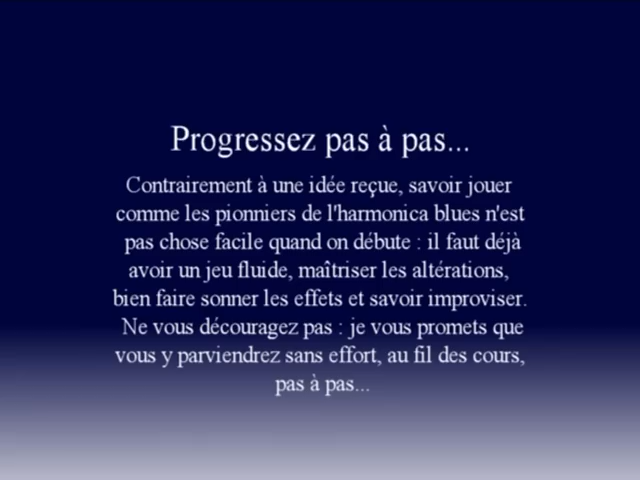 Progressez pas à pas...
Contrairement à une idée reçue, savoir jouer
comme les pionniers de l'harmonica blues n'est
pas chose facile quand on débute : il faut déjà
avoir un jeu fluide, maîtriser les altérations,
bien faire sonner les effets et savoir improviser.
Ne vous découragez pas : je vous promets que
vous y parviendrez sans effort, au fil des cours,
pas à pas...